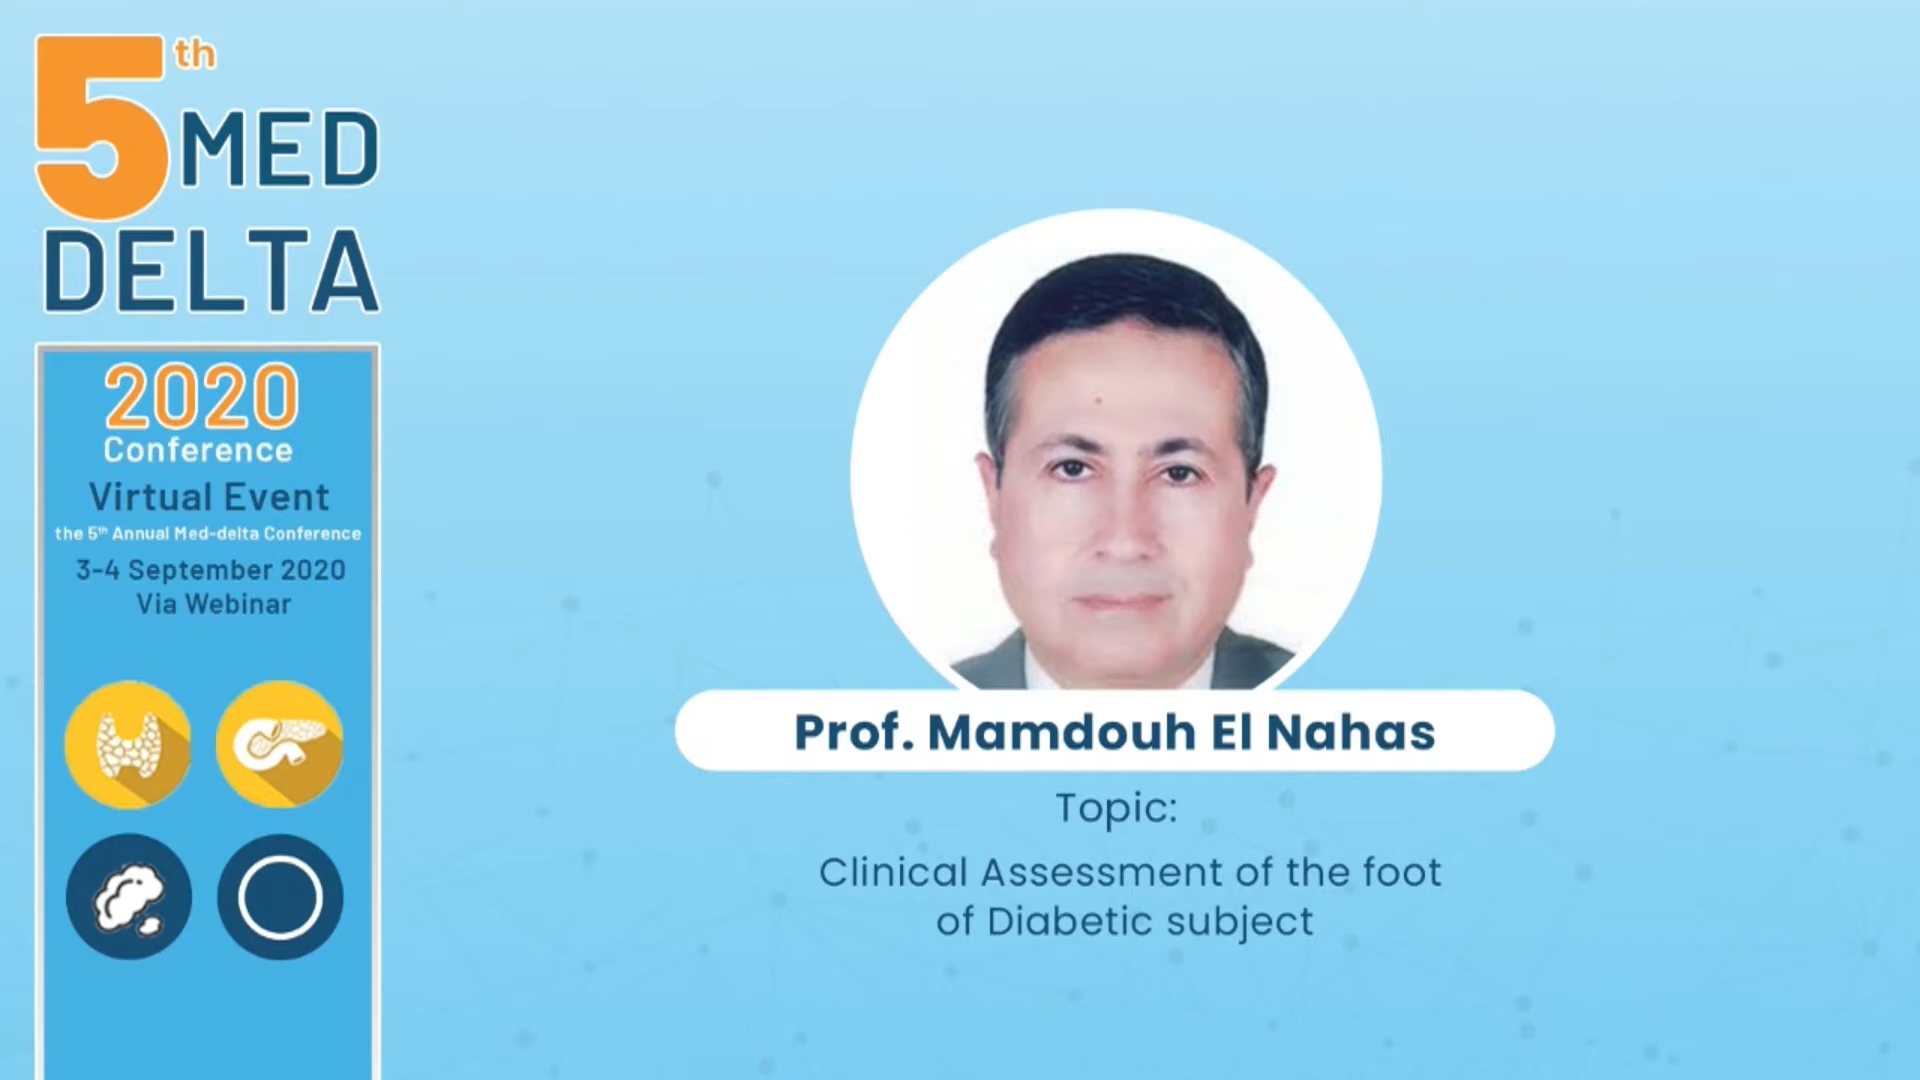 5th
MED
DELTA
2020
Conference
Virtual Event
the 5th Annual Med-delta Conference
3-4 September 2020
Via Webinar
Prof. Mamdouh El Nahas
Topic:
Clinical Assessment of the foot
of Diabetic subject